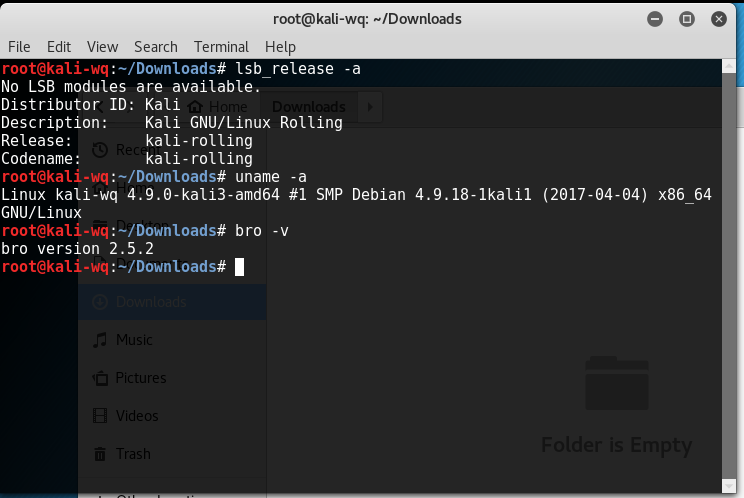 root@kali-wq: ~/Downloads
File Edit View Search Terminal Help
root@kali-wq:~/Downloads# lsb_release -a
No LSB modules are available.
Distributor ID: Kali
Home Downloads
Description:    Kali GNU/Linux Rolling
Release:        kali-rolling
Recent
Codename:       kali-rolling
root@kali-wq:~/Downloads# uname -a
Home
Linux kali-wq 4.9.0-kali3-amd64 #1 SMP Debian 4.9.18-1kali1 (2017-04-04) x86_64
GNU/Linux
Desktop
root@kali-wq:~/Downloads# bro -v
bro version 2.5.2
root@kali-wq:~/Downloads#
Documents
Downloads
Music
Pictures
Videos
Trash
Folder is Empty